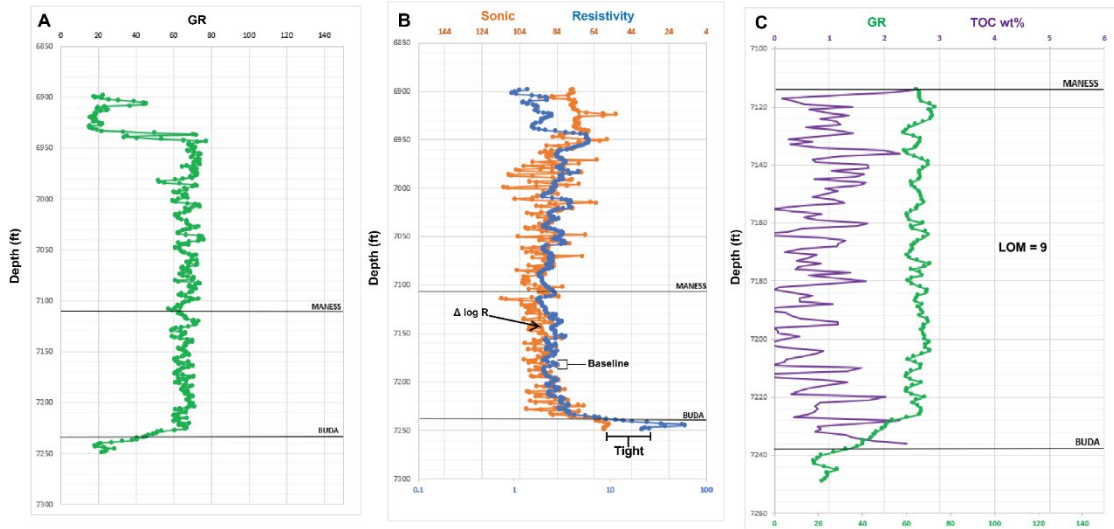 A
GR
0 20 40 60 80 100 120 140
Depth (ft)
6850
6900
6950
7000
7050
7100
7150
7200
7250
7300
MANESS
BUDA
B
Sonic Resistivity
144 124 104 84 64 44 24 4
Depth (ft)
6850
6900
6950
7000
7050
7100
7150
7200
7250
7300
MANESS
Δ log R
Baseline
BUDA
Tight
0.1 1 10 100
C
GR TOC wt%
0 1 2 3 4 5 6
Depth (ft)
7100
7120
7140
7160
7180
7200
7220
7240
7260
MANESS
LOM = 9
BUDA
0 20 40 60 80 100 120 140